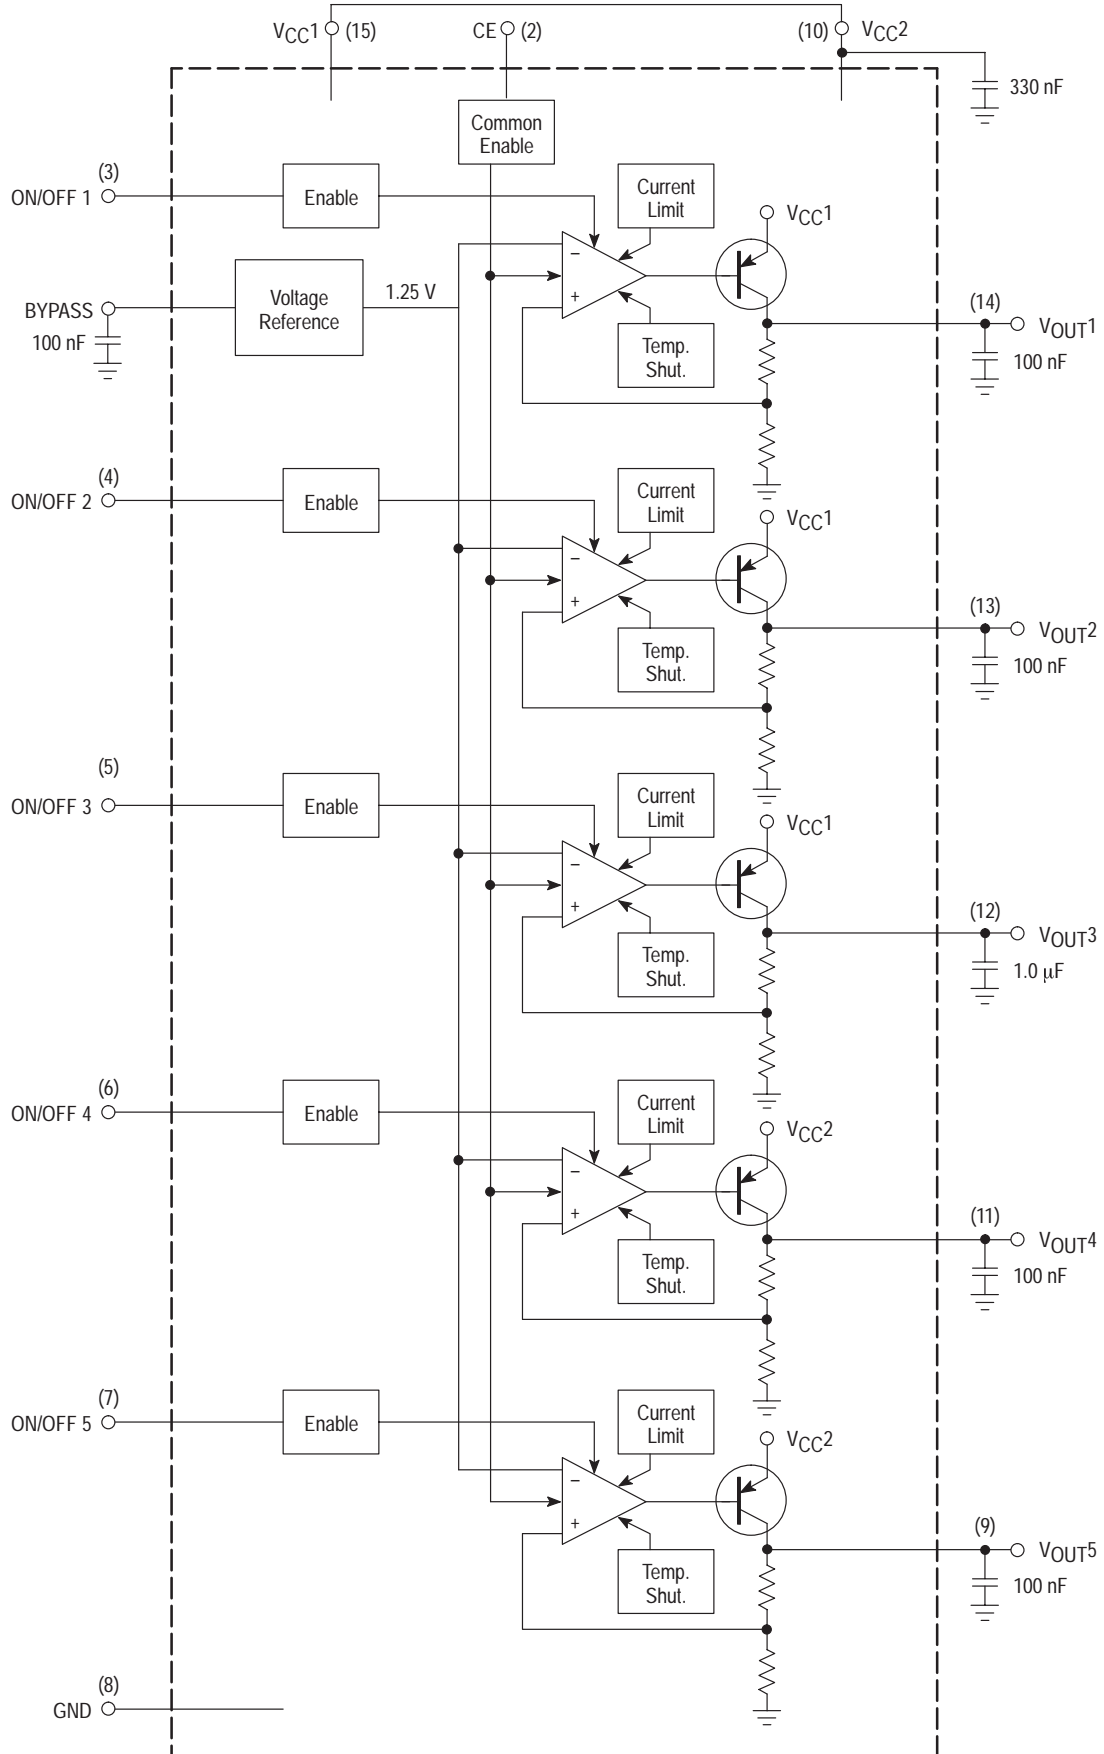 VCC1 (15)
CE (2)
(10) VCC2
330 nF
Common
Enable
(3)
ON/OFF 1
Enable
Current
Limit
VCC1
−
+
BYPASS
100 nF
Voltage
Reference
1.25 V
Temp.
Shut.
(14)
VOUT1
100 nF
(4)
ON/OFF 2
Enable
Current
Limit
VCC1
−
+
Temp.
Shut.
(13)
VOUT2
100 nF
(5)
ON/OFF 3
Enable
Current
Limit
VCC1
−
+
Temp.
Shut.
(12)
VOUT3
1.0 µF
(6)
ON/OFF 4
Enable
Current
Limit
VCC2
−
+
Temp.
Shut.
(11)
VOUT4
100 nF
(7)
ON/OFF 5
Enable
Current
Limit
VCC2
−
+
Temp.
Shut.
(9)
VOUT5
100 nF
(8)
GND